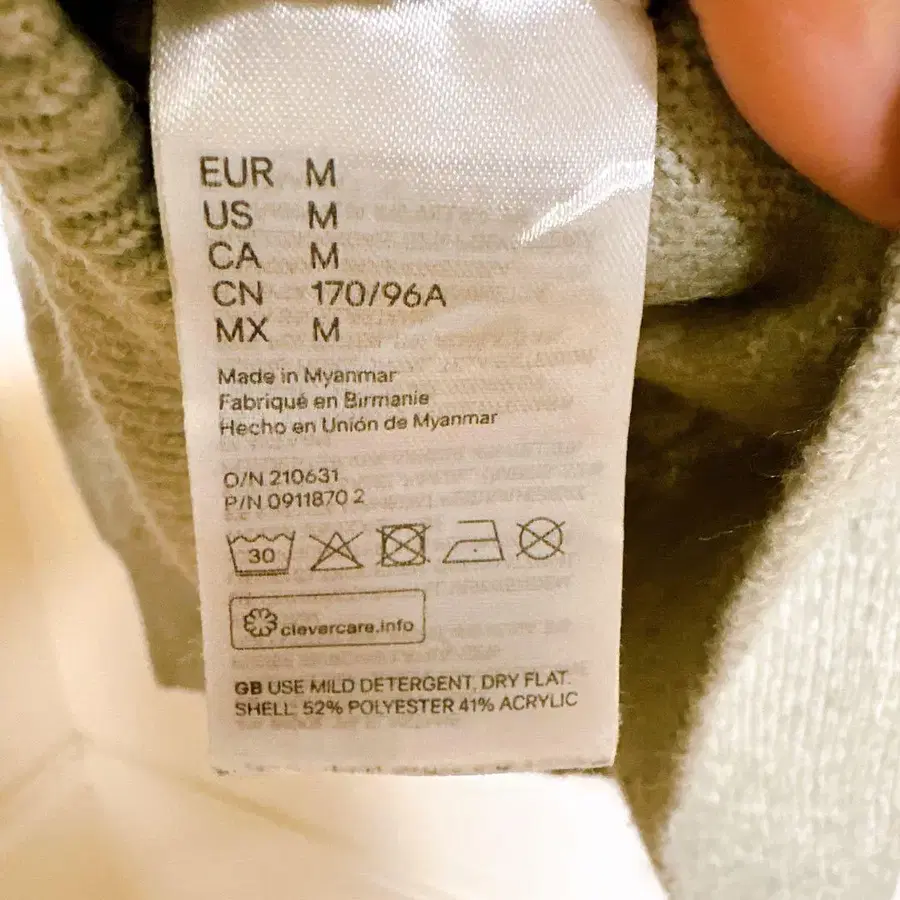 EUR M
US M
CA M
CN 170/96A
MX M
Made in Myanmar
Fabriqué en Birmanie
Hecho en Unión de Myanmar
O/N 210631
P/N 0911870 2
30
clevercare.info
GB USE MILD DETERGENT. DRY FLAT.
SHELL: 52% POLYESTER 41% ACRYLIC